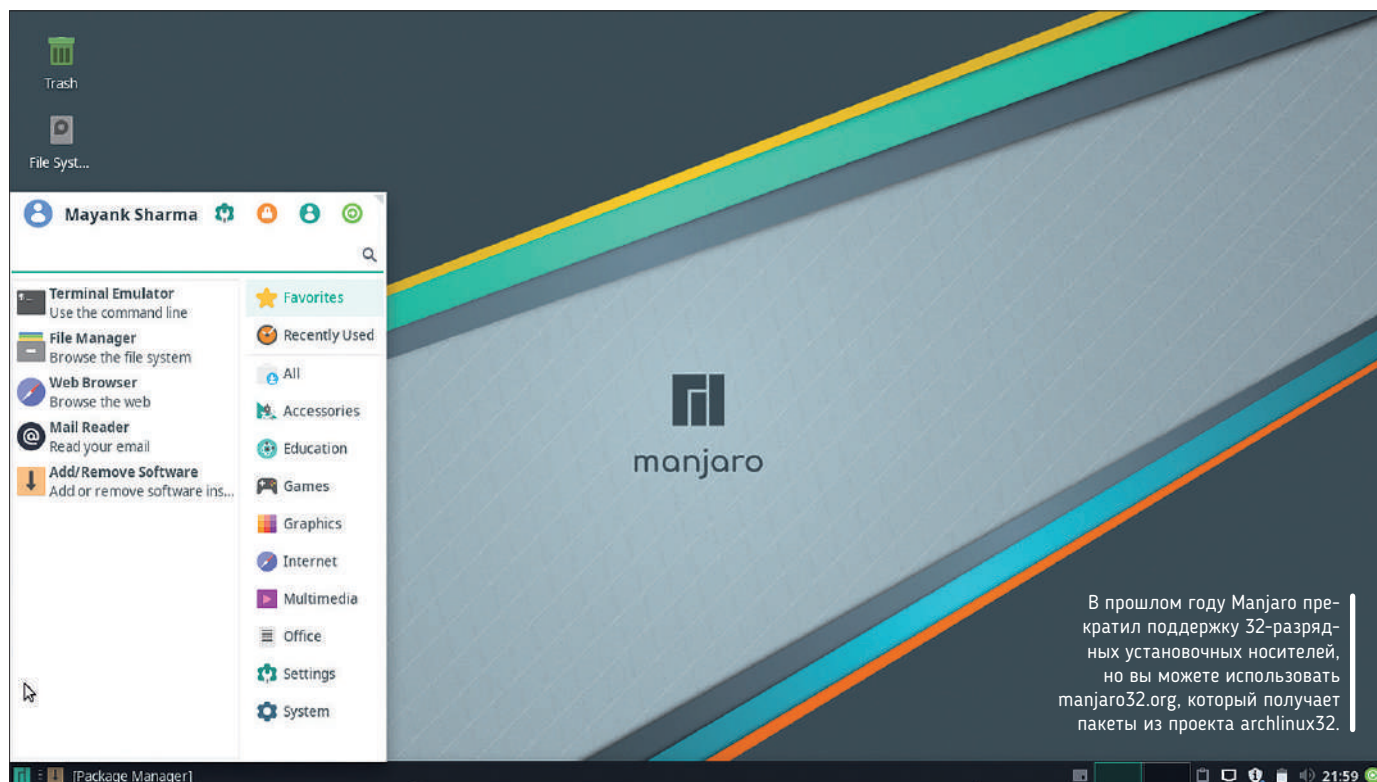 Trash
File Syst...
Mayank Sharma
Terminal Emulator
Use the command line
File Manager
Browse the file system
Web Browser
Browse the web
Mail Reader
Read your email
Add/Remove Software
Add or remove software ins...
Favorites
Recently Used
All
Accessories
Education
Games
Graphics
Internet
Multimedia
Office
Settings
System
manjaro
В прошлом году Manjaro пре-
кратил поддержку 32-разряд-
ных установочных носителей,
но вы можете использовать
manjaro32.org, который получает
пакеты из проекта archlinux32.
[Package Manager]
21:59